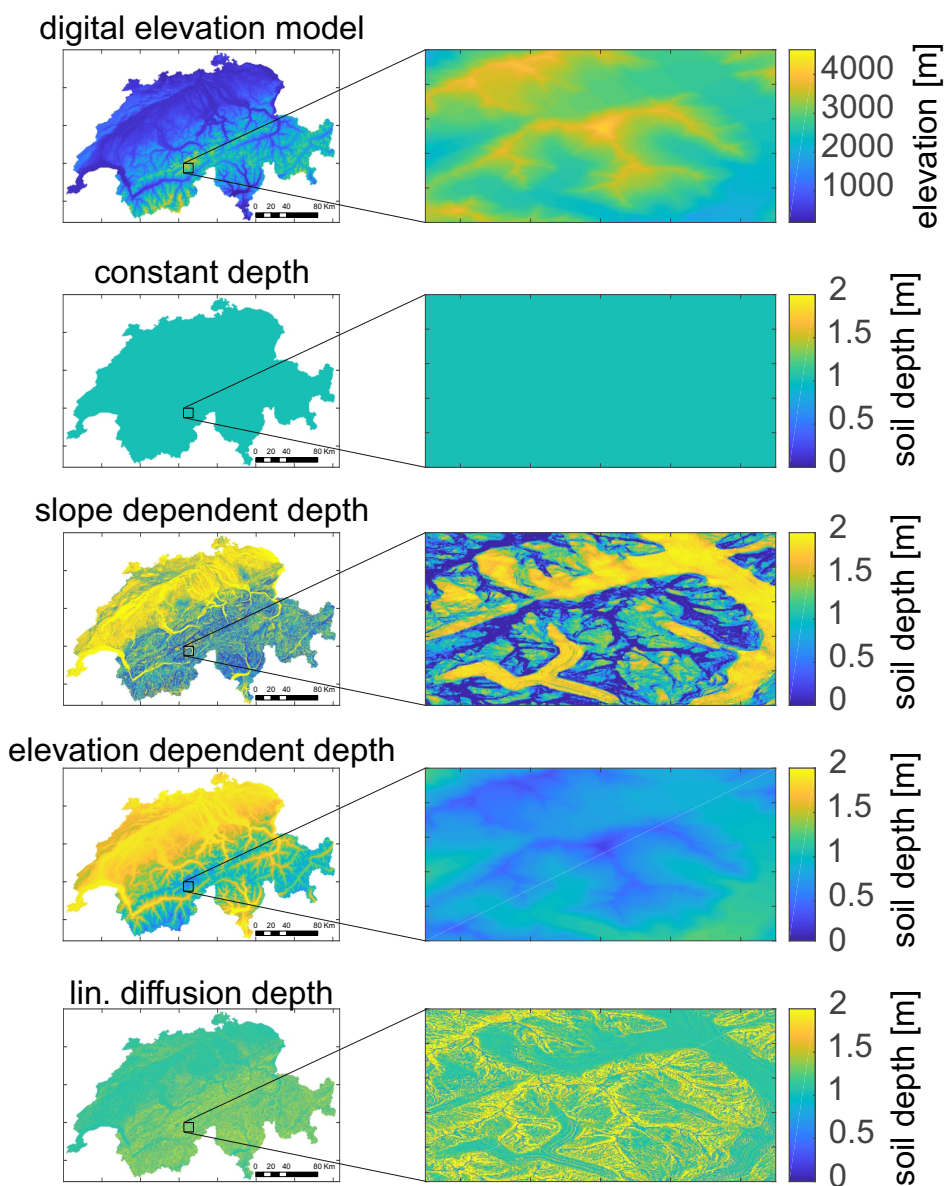 digital elevation model
0 20 40 80 Km
4000
3000
2000
1000
elevation [m]
constant depth
0 20 40 80 Km
2
1.5
1
0.5
0
soil depth [m]
slope dependent depth
0 20 40 80 Km
2
1.5
1
0.5
0
soil depth [m]
elevation dependent depth
0 20 40 80 Km
2
1.5
1
0.5
0
soil depth [m]
lin. diffusion depth
0 20 40 80 Km
2
1.5
1
0.5
0
soil depth [m]